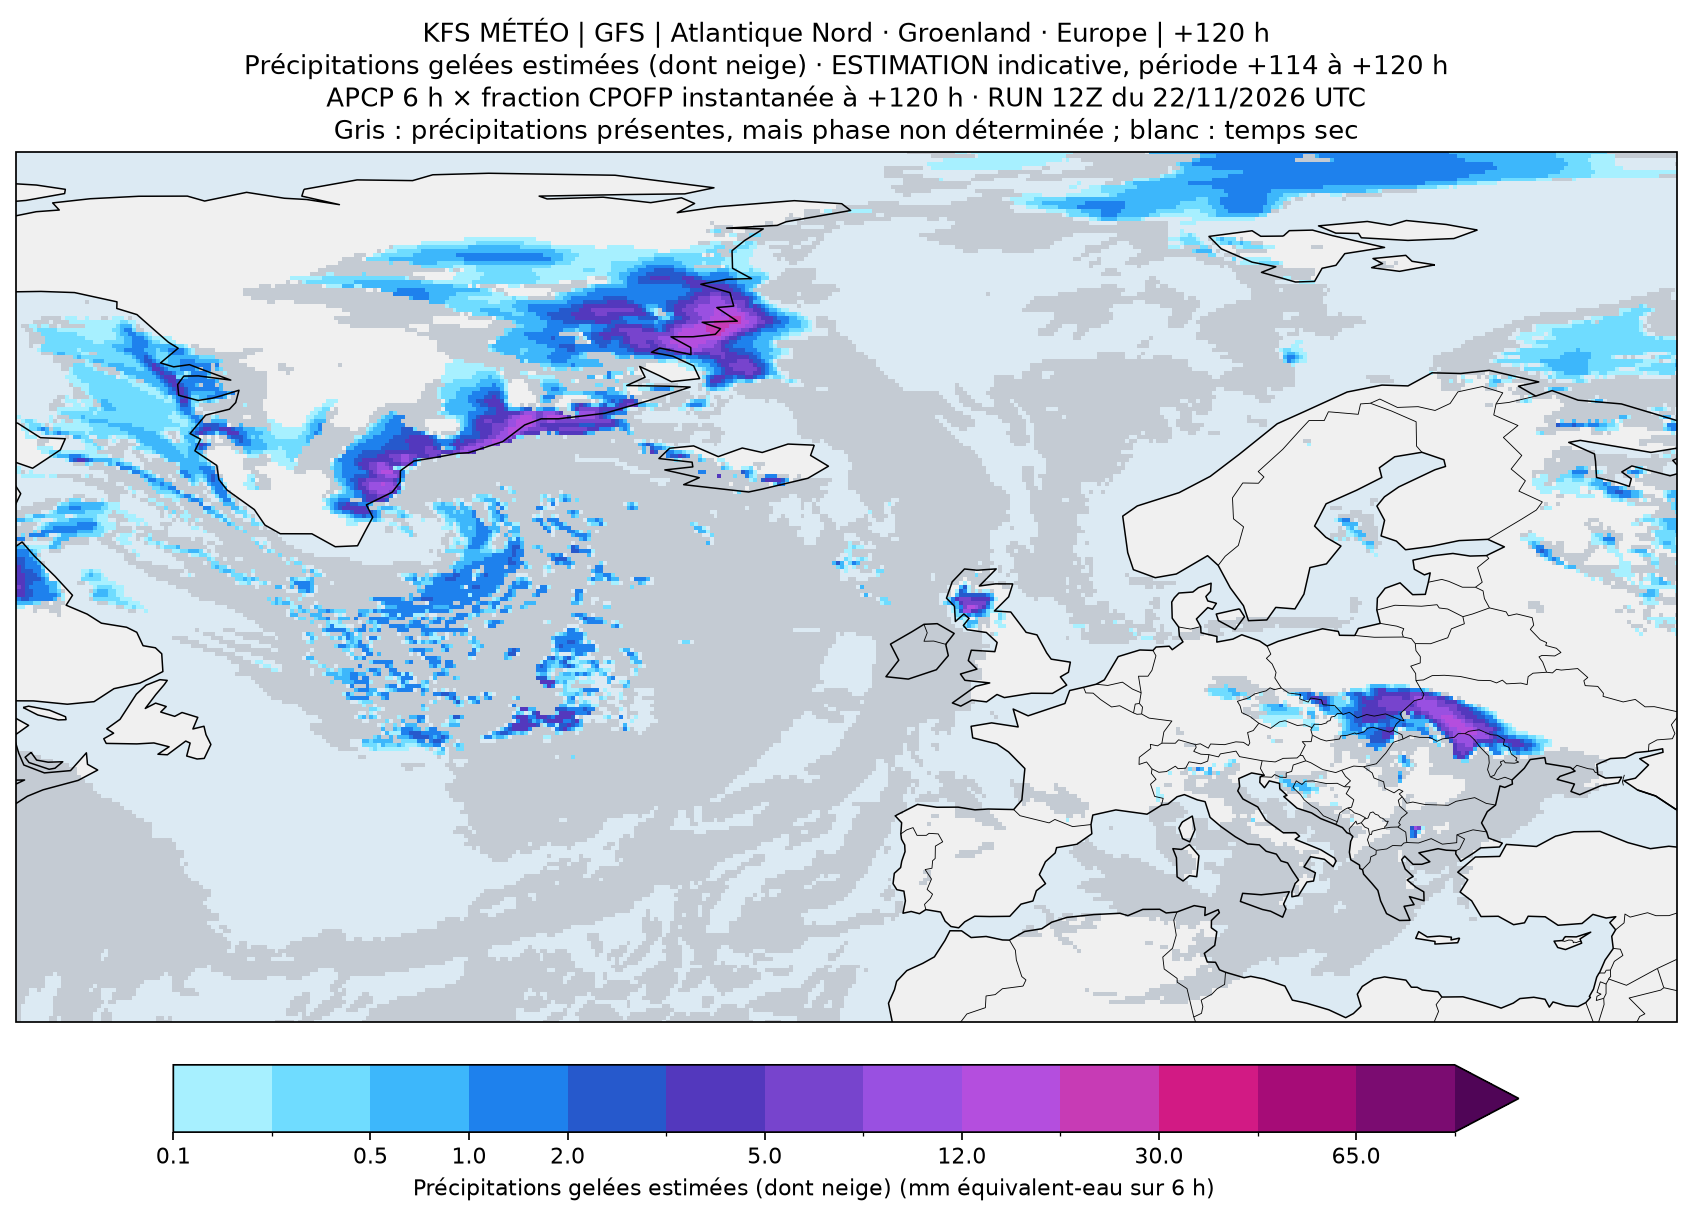 KFS MÉTÉO | GFS | Atlantique Nord · Groenland · Europe | +120 h
Précipitations gelées estimées (dont neige) · ESTIMATION indicative, période +114 à +120 h
APCP 6 h × fraction CPOFP instantanée à +120 h · RUN 12Z du 22/11/2026 UTC
Gris : précipitations présentes, mais phase non déterminée ; blanc : temps sec
0.1 0.5 1.0 2.0 5.0 12.0 30.0 65.0
Précipitations gelées estimées (dont neige) (mm équivalent-eau sur 6 h)